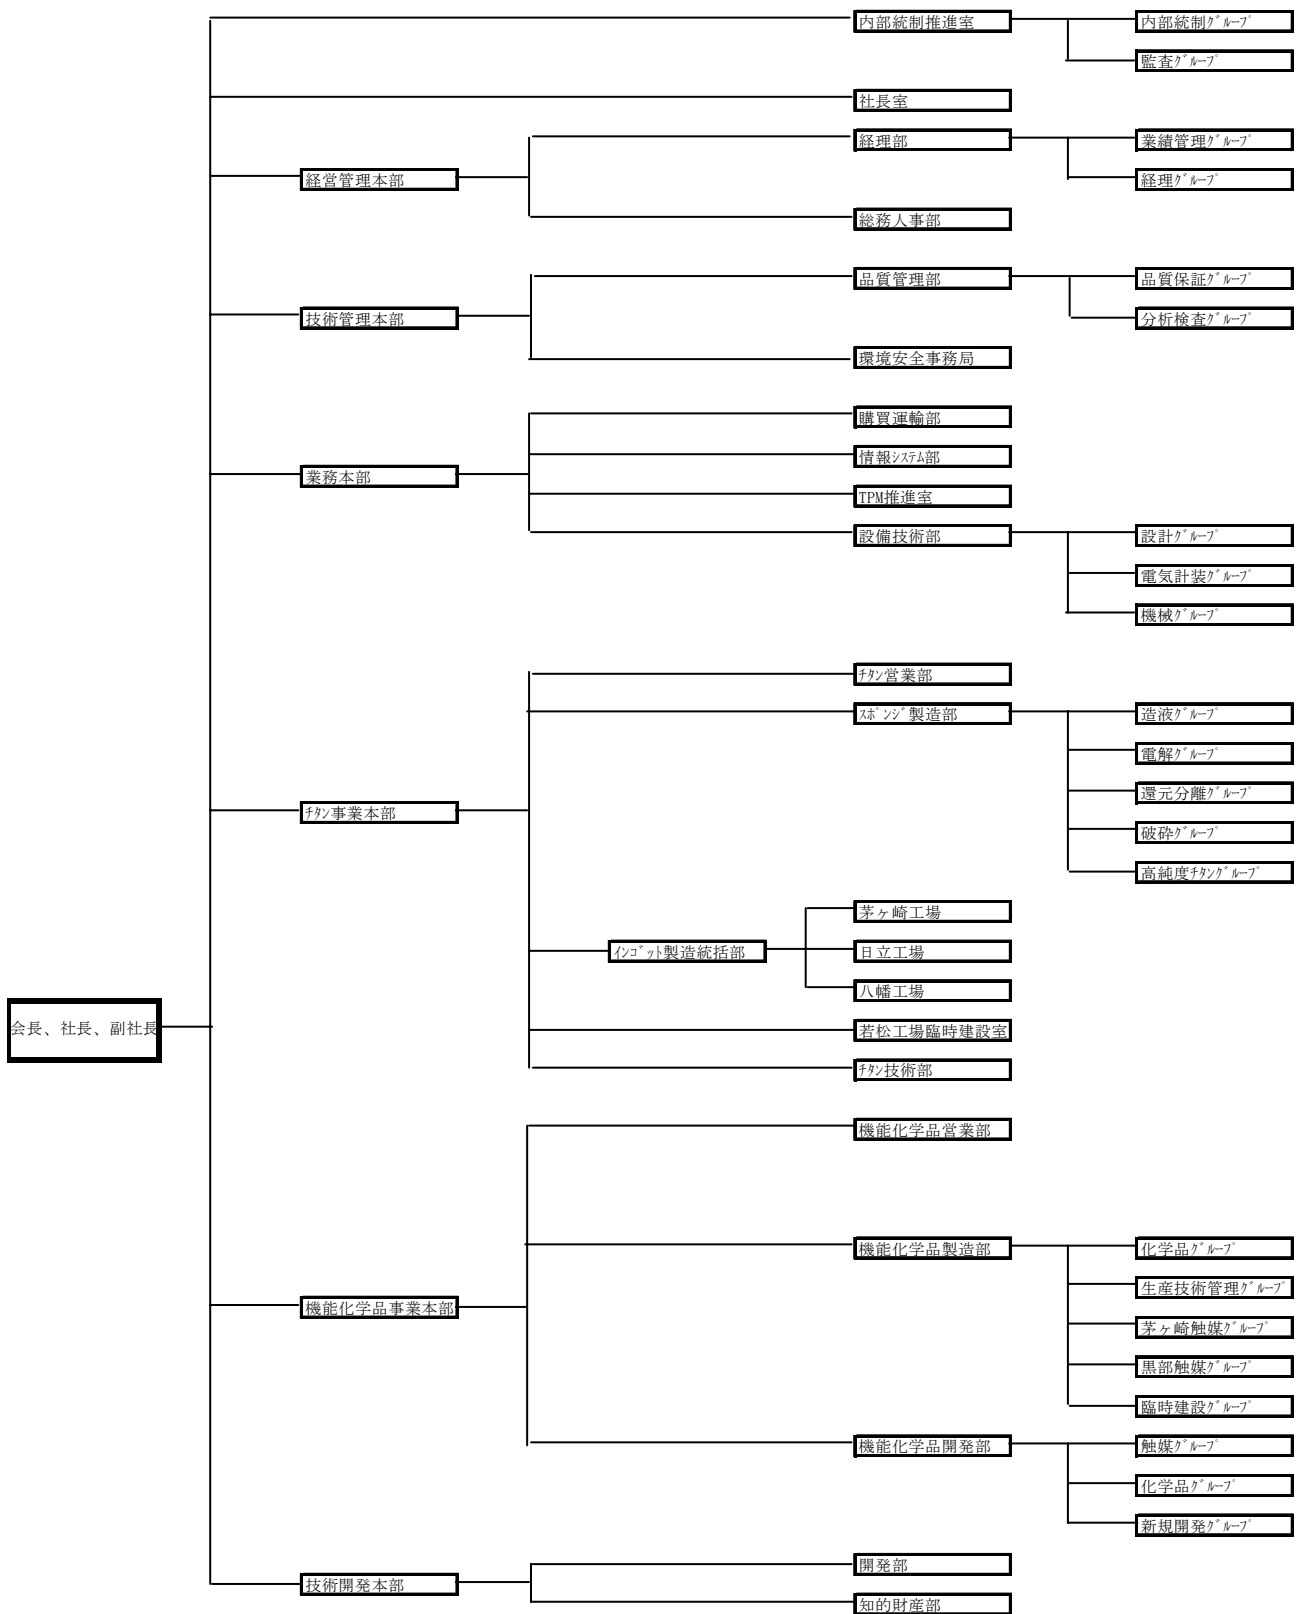 内部統制推進室
内部統制ｸﾞﾙｰﾌﾟ
監査ｸﾞﾙｰﾌﾟ
社長室
経理部
業績管理ｸﾞﾙｰﾌﾟ
経営管理本部
経理ｸﾞﾙｰﾌﾟ
総務人事部
品質管理部
品質保証ｸﾞﾙｰﾌﾟ
技術管理本部
分析検査ｸﾞﾙｰﾌﾟ
環境安全事務局
購買運輸部
情報ｼｽﾃﾑ部
業務本部
TPM推進室
設備技術部
設計ｸﾞﾙｰﾌﾟ
電気計装ｸﾞﾙｰﾌﾟ
機械ｸﾞﾙｰﾌﾟ
ﾁﾀﾝ営業部
ｽﾎﾟﾝｼﾞ製造部
造液ｸﾞﾙｰﾌﾟ
電解ｸﾞﾙｰﾌﾟ
還元分離ｸﾞﾙｰﾌﾟ
ﾁﾀﾝ事業本部
破砕ｸﾞﾙｰﾌﾟ
高純度ﾁﾀﾝｸﾞﾙｰﾌﾟ
茅ヶ崎工場
ｲﾝｺﾞｯﾄ製造統括部
日立工場
八幡工場
会長、社長、副社長
若松工場臨時建設室
ﾁﾀﾝ技術部
機能化学品営業部
機能化学品製造部
化学品ｸﾞﾙｰﾌﾟ
生産技術管理ｸﾞﾙｰﾌﾟ
機能化学品事業本部
茅ヶ崎触媒ｸﾞﾙｰﾌﾟ
黒部触媒ｸﾞﾙｰﾌﾟ
臨時建設ｸﾞﾙｰﾌﾟ
機能化学品開発部
触媒ｸﾞﾙｰﾌﾟ
化学品ｸﾞﾙｰﾌﾟ
新規開発ｸﾞﾙｰﾌﾟ
開発部
技術開発本部
知的財産部